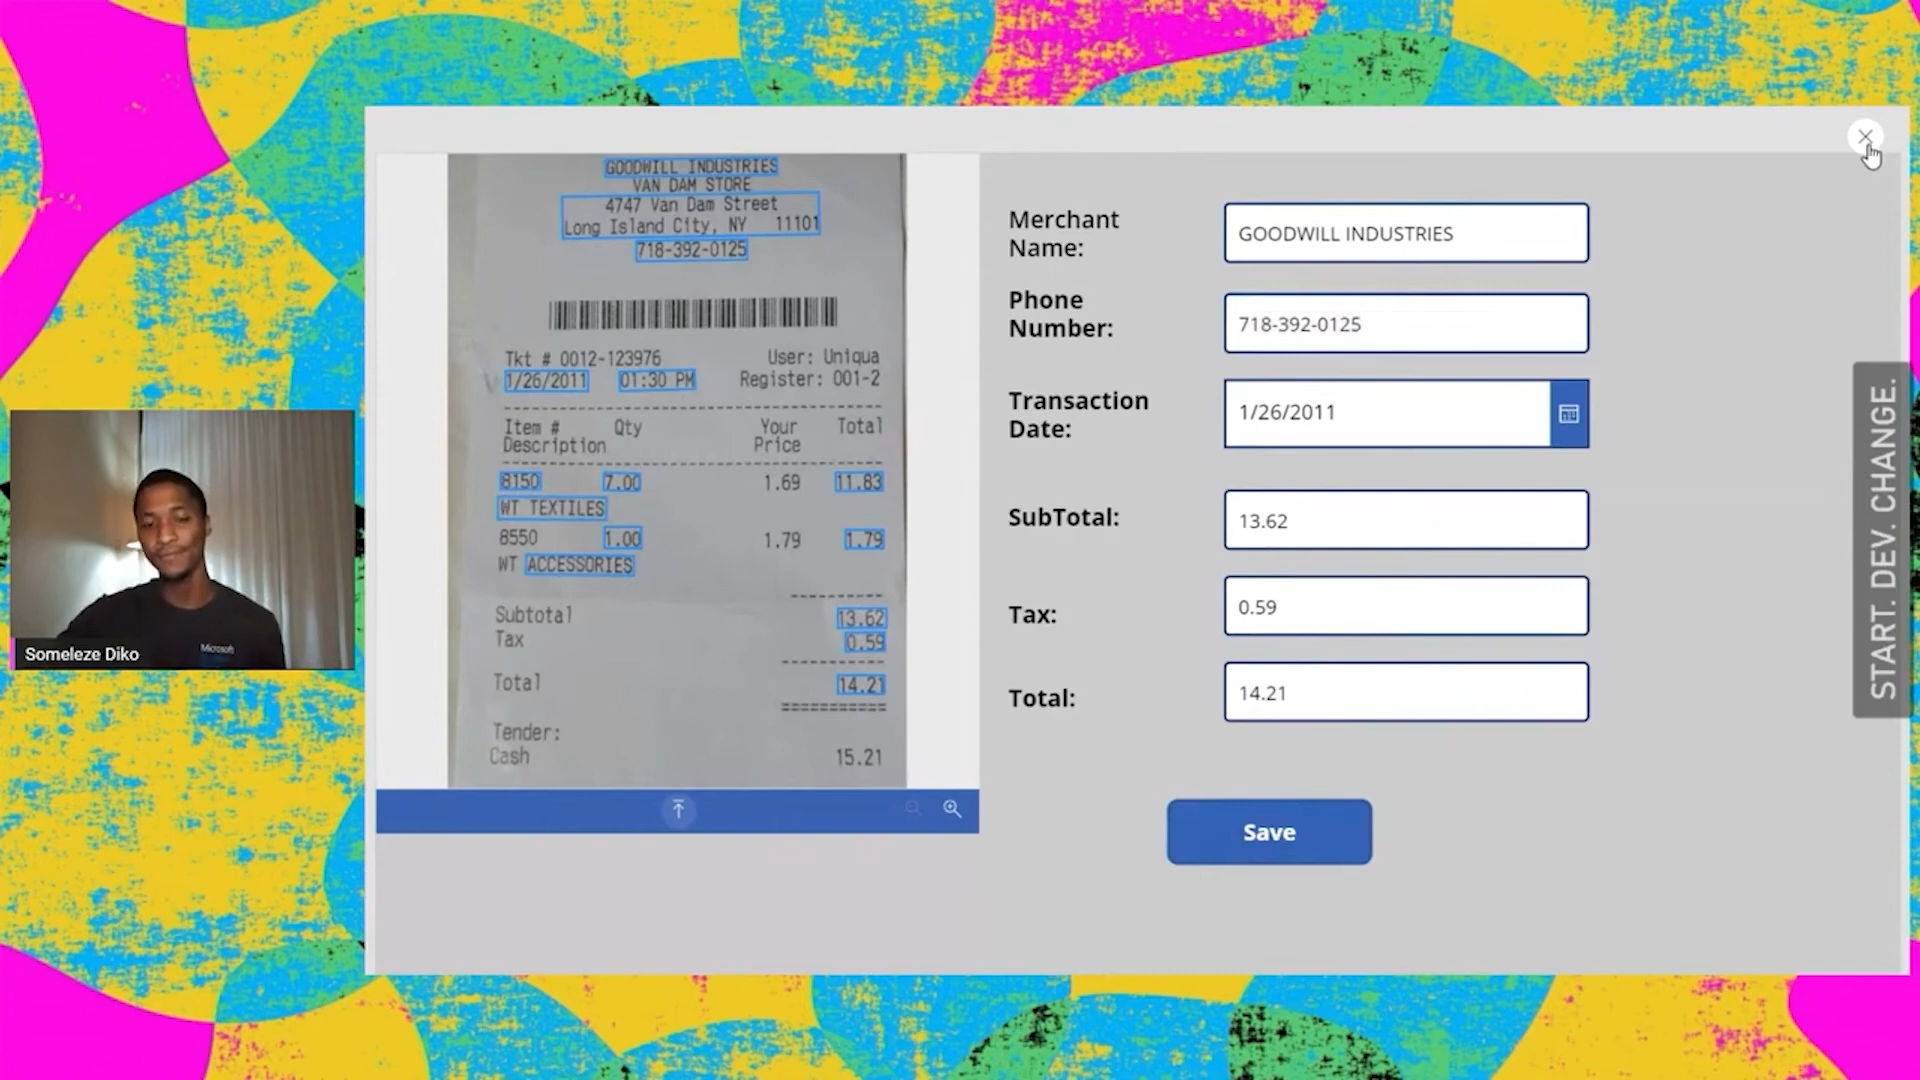 GOODWILL INDUSTRIES
VAN DAM STORE
4747 Van Dam Street
Long Island City, NY 11101
718-392-0125
Tkt # 0012-123976 User: Uniqua
1/26/2011 01:30 PM Register: 001-2
Item # Qty Your Total
Description Price
8150 7.00 1.69 11.83
WT TEXTILES
8550 1.00 1.79 1.79
WT ACCESSORIES
Subtotal 13.62
Tax 0.59
Total 14.21
Tender:
Cash 15.21
Merchant
Name:
GOODWILL INDUSTRIES
Phone
Number:
718-392-0125
Transaction
Date:
1/26/2011
SubTotal:
13.62
Tax:
0.59
Total:
14.21
Save
Microsoft
Someleze Diko
START. DEV. CHANGE.